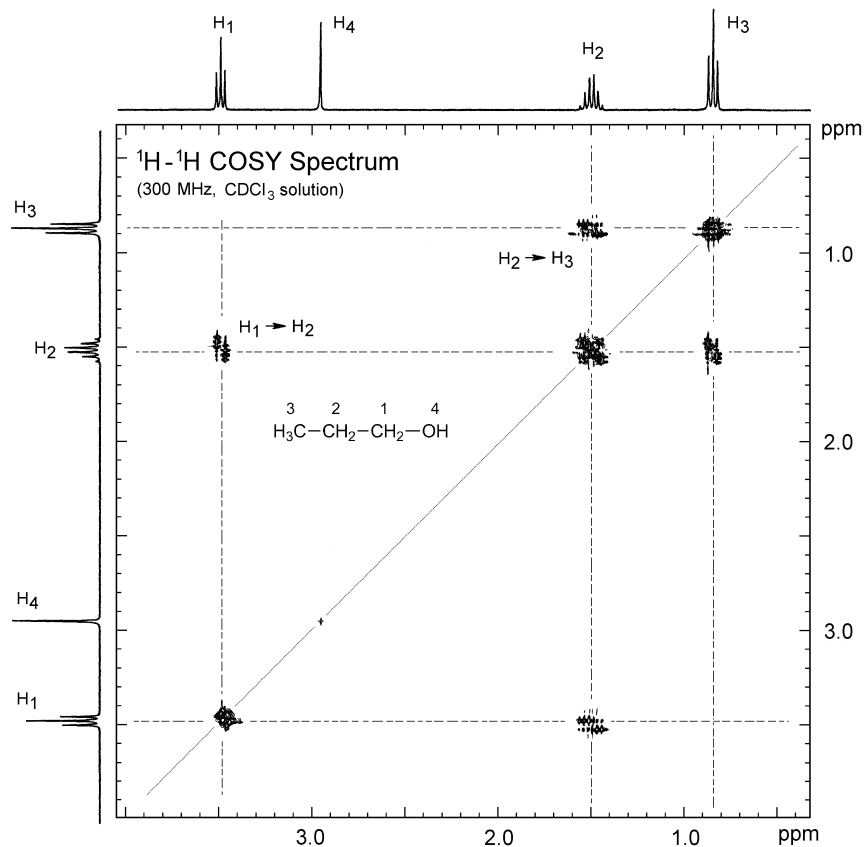 H1 H4 H2 H3
ppm
¹H-¹H COSY Spectrum
(300 MHz, CDCl3 solution)
H3
H2 → H3
1.0
H1 → H2
H2
3 2 1 4
H3C–CH2–CH2–OH
2.0
H4
3.0
H1
3.0 2.0 1.0 ppm